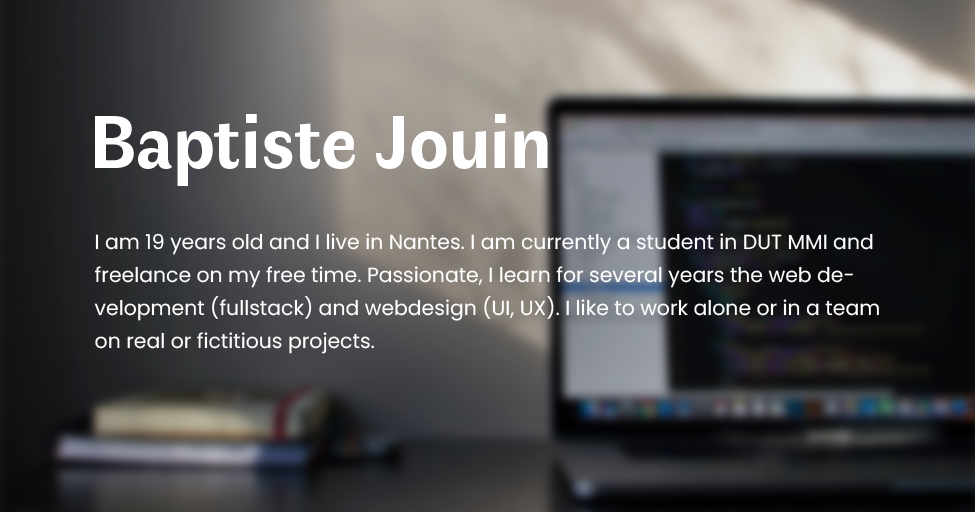 Baptiste Jouin
I am 19 years old and I live in Nantes. I am currently a student in DUT MMI and
freelance on my free time. Passionate, I learn for several years the web de-
velopment (fullstack) and webdesign (UI, UX). I like to work alone or in a team
on real or fictitious projects.